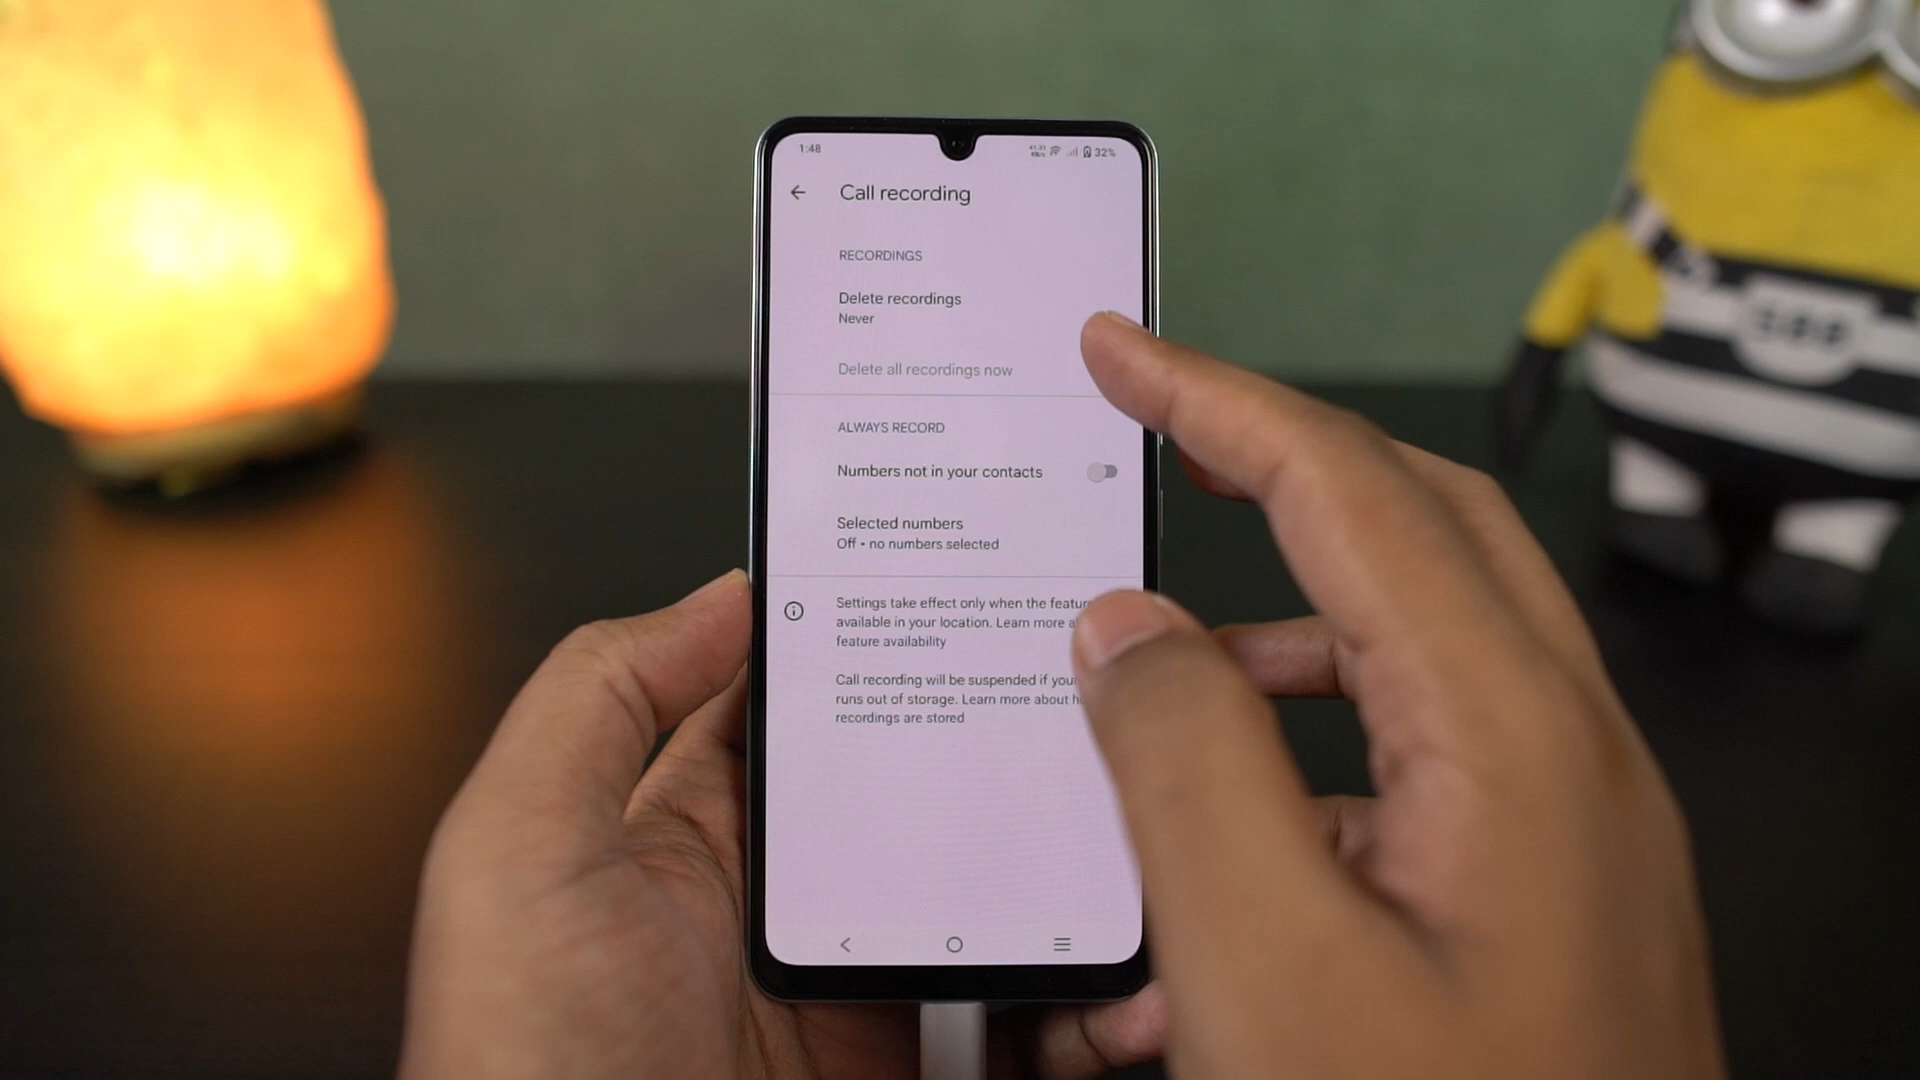 1:48
32%
Call recording
RECORDINGS
Delete recordings
Never
Delete all recordings now
ALWAYS RECORD
Numbers not in your contacts
Selected numbers
Off • no numbers selected
Settings take effect only when the
available in your location. Learn more
feature availability
Call recording will be suspended if
runs out of storage. Learn more about
recordings are stored